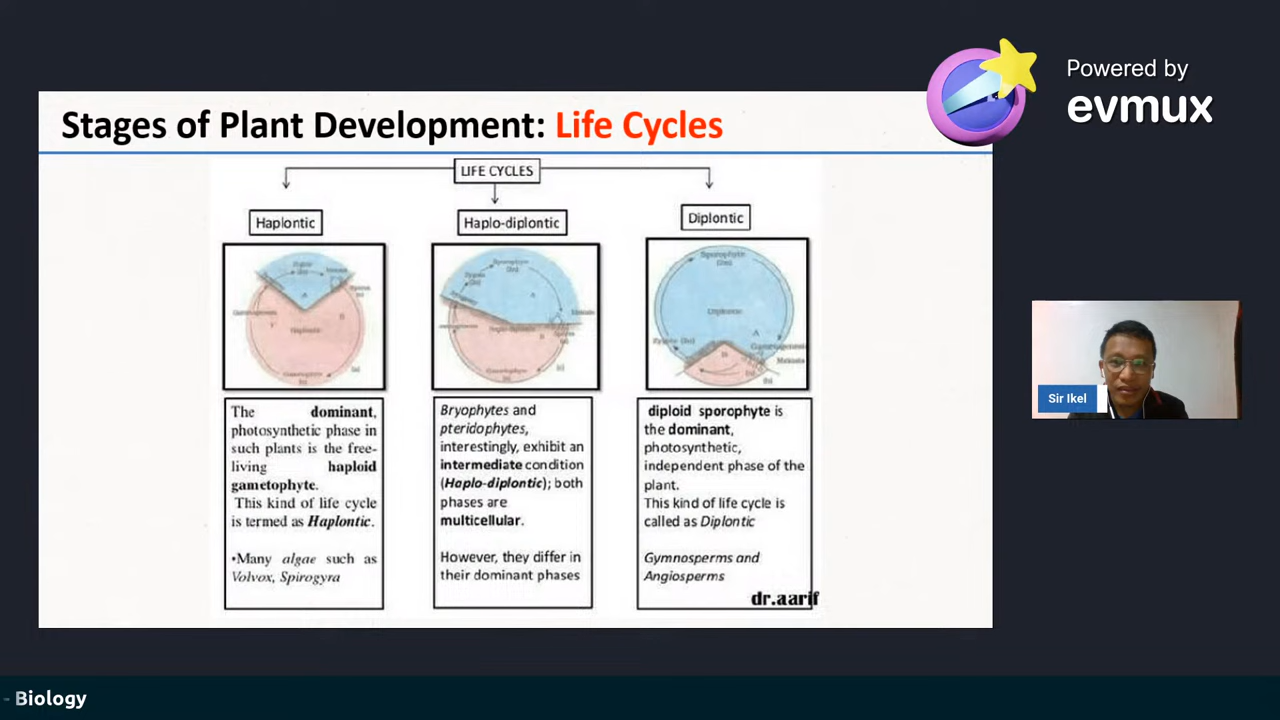 Powered by
evmux
Stages of Plant Development: Life Cycles
LIFE CYCLES
Haplontic
Haplo-diplontic
Diplontic
Sporophyte
(2n)
The dominant,
photosynthetic phase in
such plants is the free-
living haploid
gametophyte.
This kind of life cycle
is termed as Haplontic.
•Many algae such as
Volvox, Spirogyra
Bryophytes and
pteridophytes,
interestingly, exhibit an
intermediate condition
(Haplo-diplontic); both
phases are
multicellular.
However, they differ in
their dominant phases
diploid sporophyte is
the dominant,
photosynthetic,
independent phase of the
plant.
This kind of life cycle is
called as Diplontic
Gymnosperms and
Angiosperms
dr.aarif
Sir Ikel
- Biology